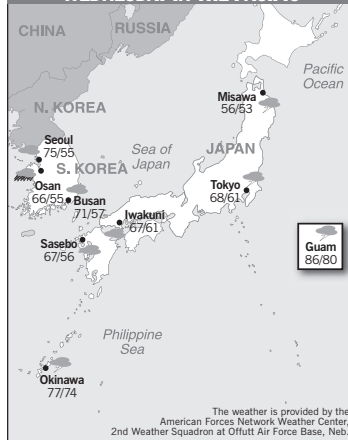 CHINA
RUSSIA
Pacific
Ocean
Misawa
56/53
N. KOREA
Seoul
75/55
Sea of
Japan
JAPAN
S. KOREA
Osan
66/55
Busan
71/57
Tokyo
68/61
Iwakuni
67/61
Sasebo
67/56
Guam
86/80
Philippine
Sea
Okinawa
77/74
The weather is provided by the
American Forces Network Weather Center,
2nd Weather Squadron at Offutt Air Force Base, Neb.